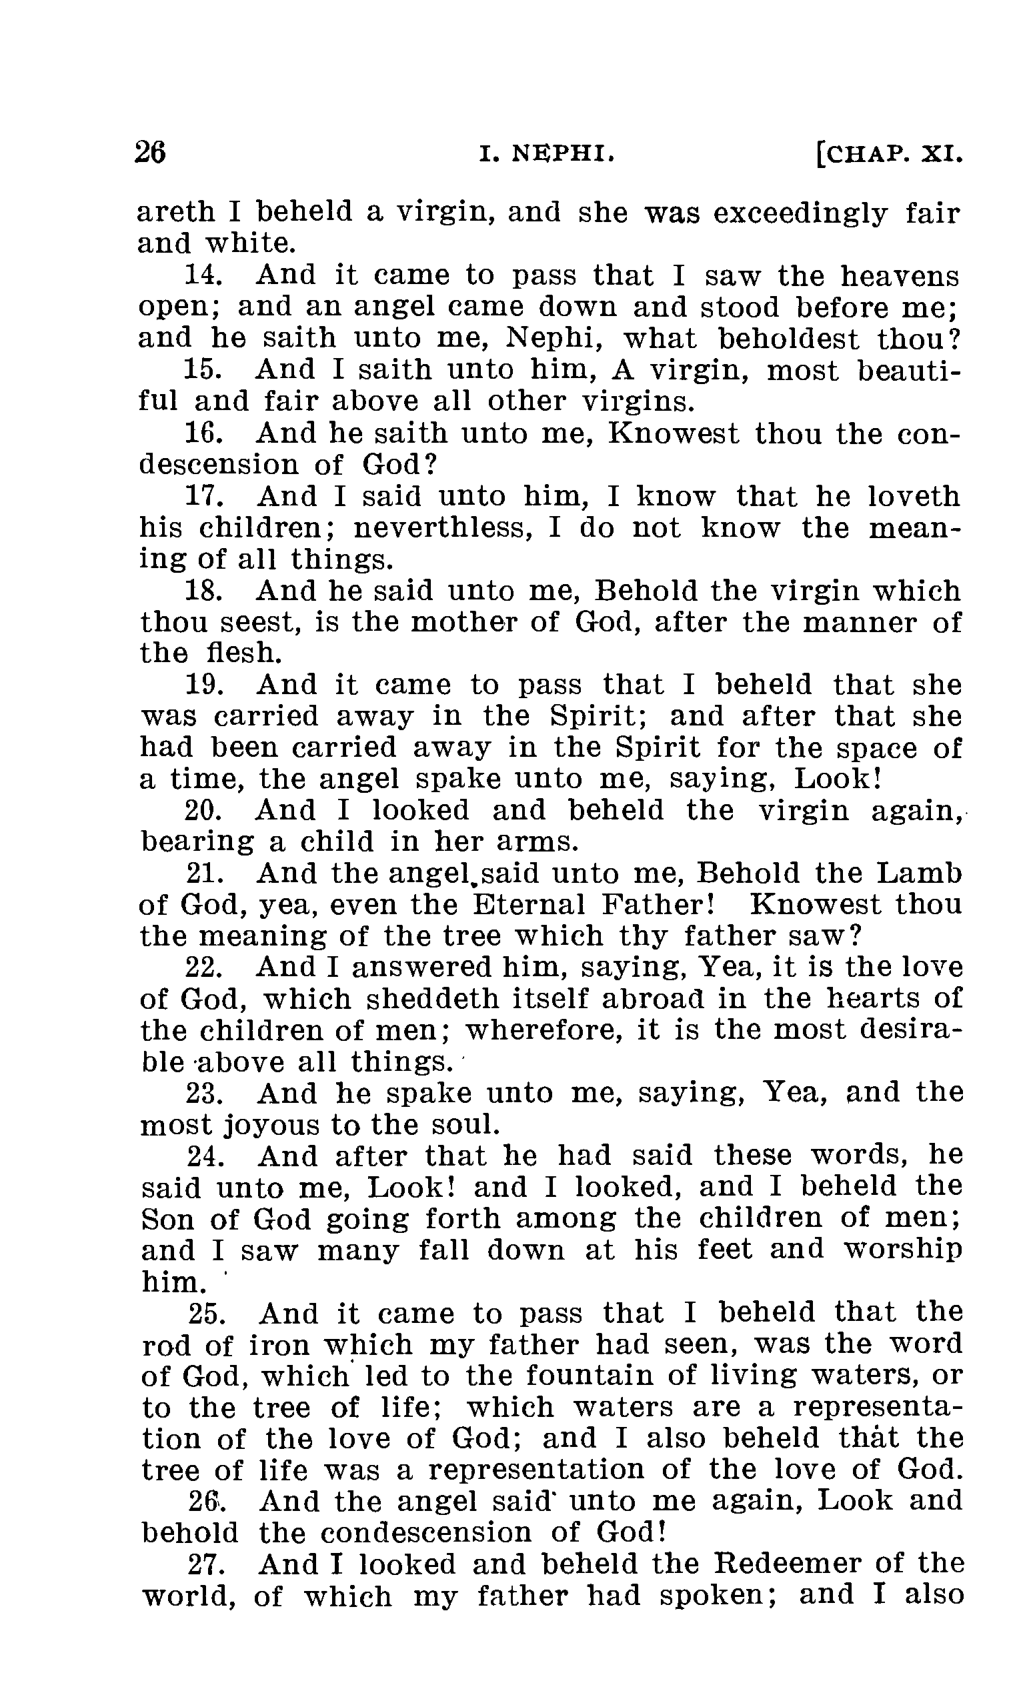 26 I. NEPHI. [CHAP. XI.
areth I beheld a virgin, and she was exceedingly fair
and white.
14. And it came to pass that I saw the heavens
open; and an angel came down and stood before me;
and he saith unto me, Nephi, what beholdest thou?
15. And I saith unto him, A virgin, most beauti-
ful and fair above all other virgins.
16. And he saith unto me, Knowest thou the con-
descension of God?
17. And I said unto him, I know that he loveth
his children; neverthless, I do not know the mean-
ing of all things.
18. And he said unto me, Behold the virgin which
thou seest, is the mother of God, after the manner of
the flesh.
19. And it came to pass that I beheld that she
was carried away in the Spirit; and after that she
had been carried away in the Spirit for the space of
a time, the angel spake unto me, saying, Look!
20. And I looked and beheld the virgin again,
bearing a child in her arms.
21. And the angel said unto me, Behold the Lamb
of God, yea, even the Eternal Father! Knowest thou
the meaning of the tree which thy father saw?
22. And I answered him, saying, Yea, it is the love
of God, which sheddeth itself abroad in the hearts of
the children of men; wherefore, it is the most desira-
ble above all things.
23. And he spake unto me, saying, Yea, and the
most joyous to the soul.
24. And after that he had said these words, he
said unto me, Look! and I looked, and I beheld the
Son of God going forth among the children of men;
and I saw many fall down at his feet and worship
him.
25. And it came to pass that I beheld that the
rod of iron which my father had seen, was the word
of God, which led to the fountain of living waters, or
to the tree of life; which waters are a representa-
tion of the love of God; and I also beheld that the
tree of life was a representation of the love of God.
26. And the angel said unto me again, Look and
behold the condescension of God!
27. And I looked and beheld the Redeemer of the
world, of which my father had spoken; and I also